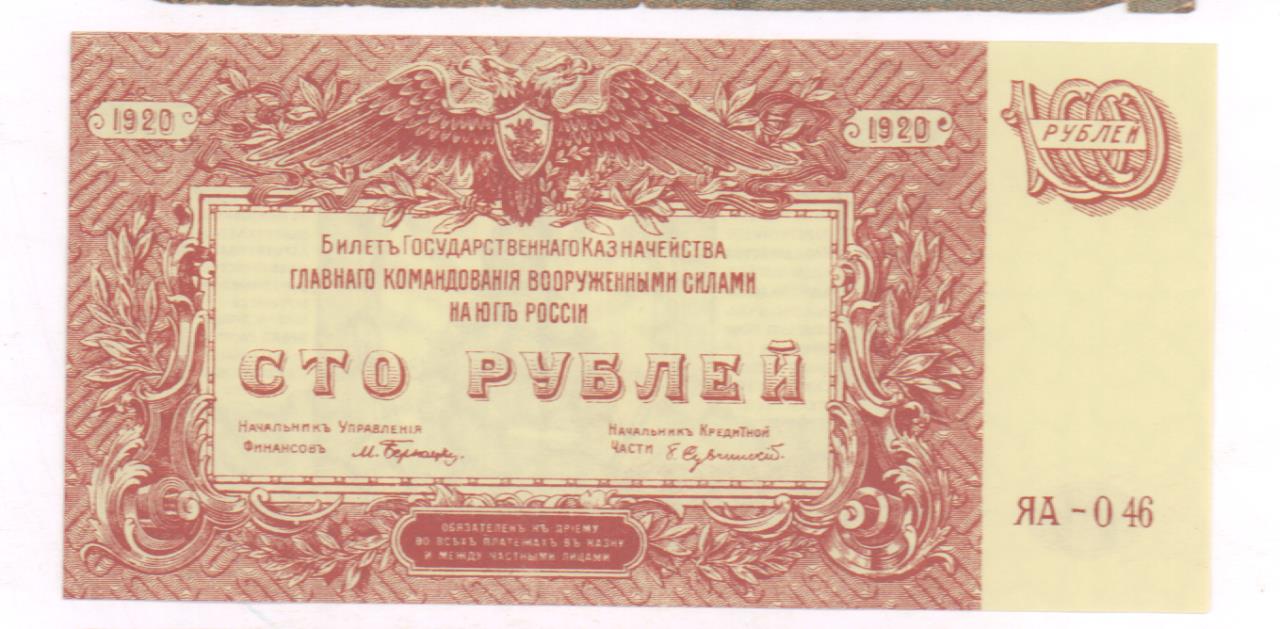 1920
1920
100
РУБЛЕЙ
Билетъ Государственнаго Казначейства
главнаго командованія вооруженными силами
на югѣ россіи
СТО РУБЛЕЙ
Начальникъ Управленія
Финансовъ М. Бернацкій.
Начальникъ Кредитной
Части
Обязателенъ къ пріему
во всѣхъ платежахъ въ казну
и между частными лицами
ЯА - 046